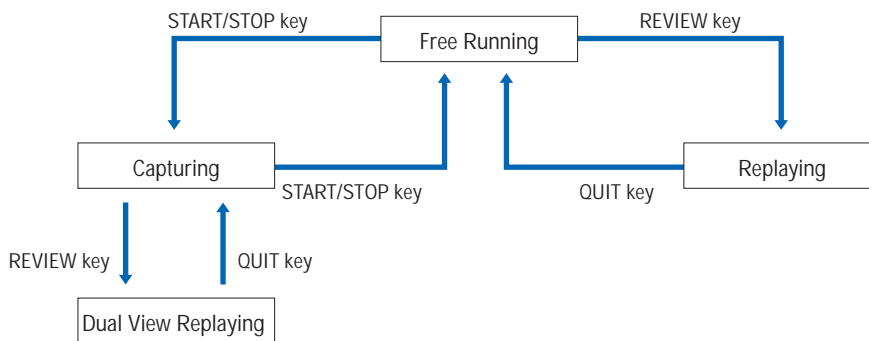 START/STOP key
Free Running
REVIEW key
Capturing
START/STOP key
QUIT key
Replaying
REVIEW key
QUIT key
Dual View Replaying